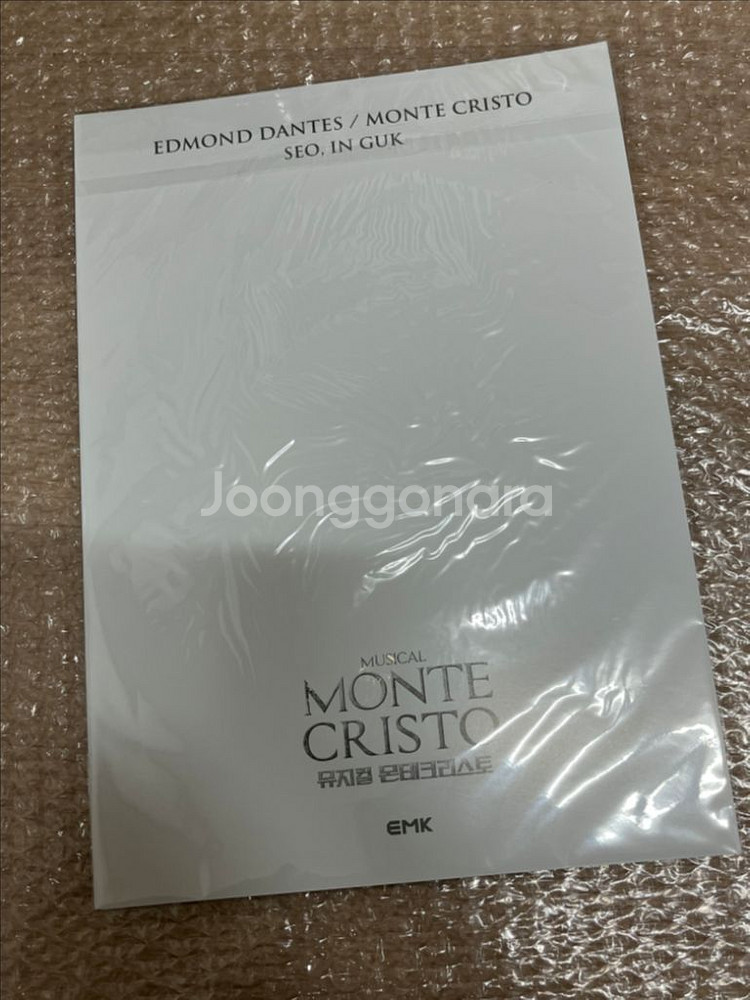 EDMOND DANTES / MONTE CRISTO
SEO, IN GUK
Joonggonara
MUSICAL
MONTE
CRISTO
뮤지컬 몬테크리스토
EMK